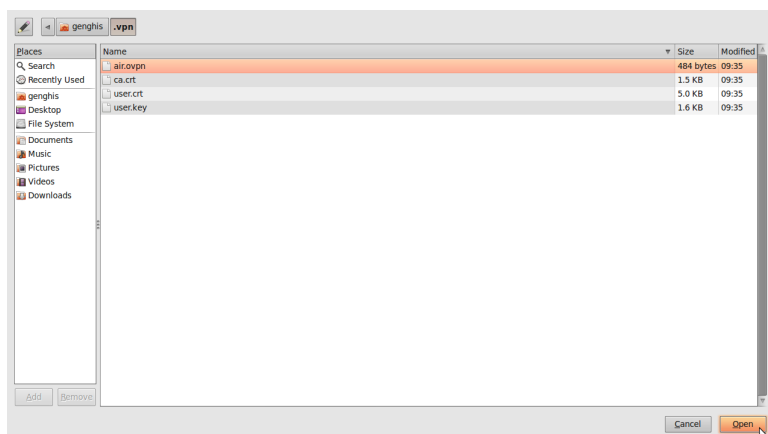 genghis .vpn
Places Name Size Modified
Search air.ovpn 484 bytes 09:35
Recently Used ca.crt 1.5 KB 09:35
genghis user.crt 5.0 KB 09:35
Desktop user.key 1.6 KB 09:35
File System
Documents
Music
Pictures
Videos
Downloads
Add Remove
Cancel Open